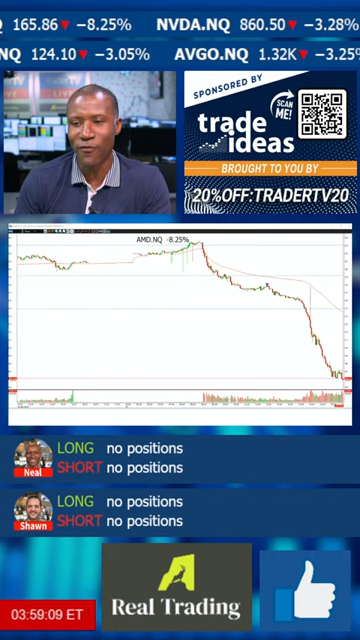 Q 165.86 ▼ −8.25% NVDA.NQ 860.50 ▼ −3.28%
NQ 124.10 ▼ −3.05% AVGO.NQ 1.32K ▼ −3.25%
SPONSORED BY
SCAN ME!
trade ideas
BROUGHT TO YOU BY
20%OFF:TRADERTV20
AMD.NQ -8.25%
LONG no positions
SHORT no positions
Neal
LONG no positions
SHORT no positions
Shawn
Real Trading
03:59:09 ET